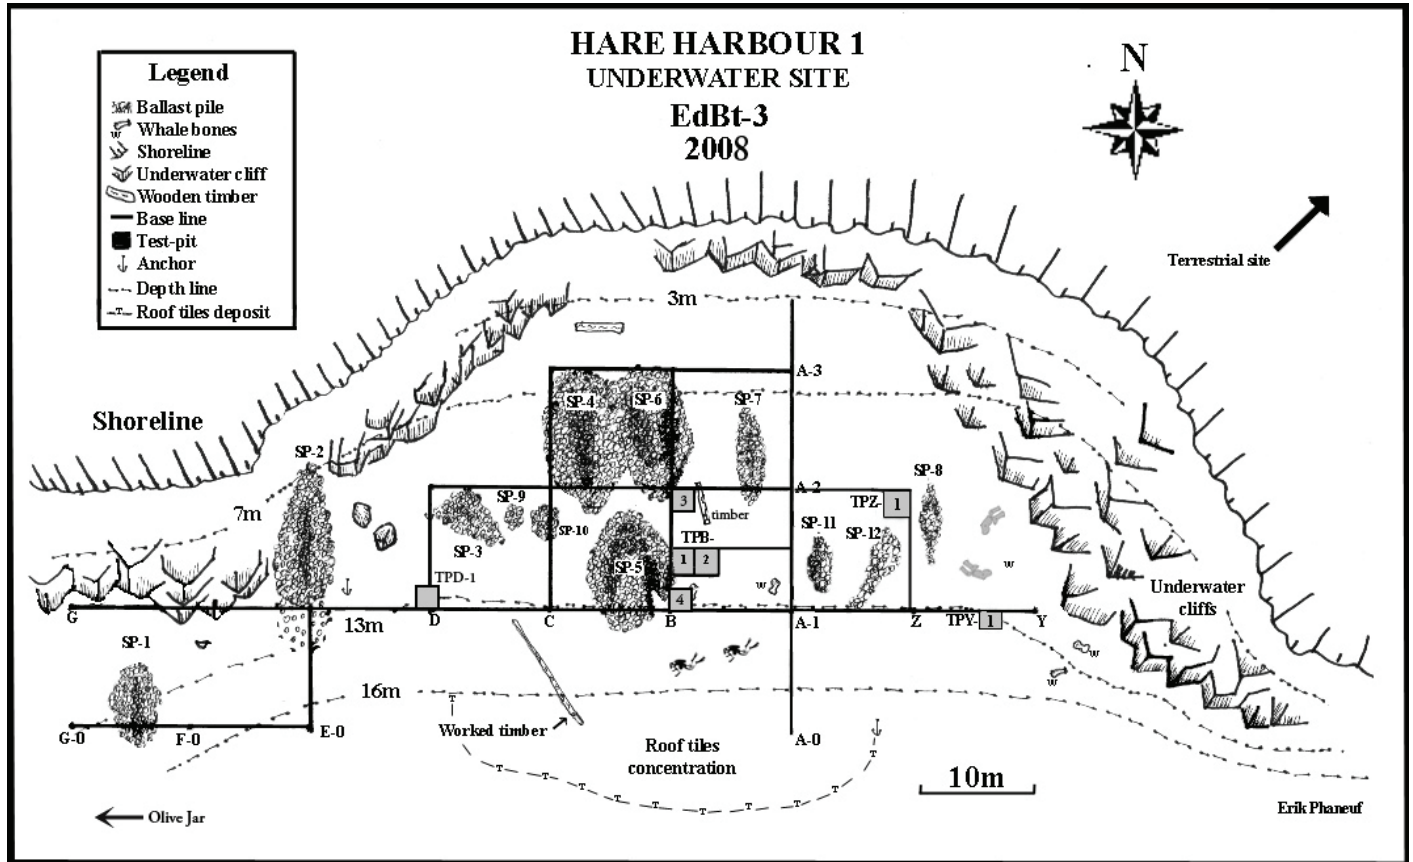 HARE HARBOUR 1
UNDERWATER SITE
EdBt-3
2008
N
Legend
Ballast pile
Whale bones
w
Shoreline
Underwater cliff
Wooden timber
Base line
Test-pit
Anchor
Depth line
-T- Roof tiles deposit
Terrestrial site
3m
A-3
SP-4
SP-6
SP-7
Shoreline
SP-2
SP-8
7m
SP-9
A-2
TPZ- 1
3
timber
SP-10
SP-11
SP-12
SP-3
TPB-
SP-5
1 2
TPD-1
w
w
Underwater
cliffs
4
G
13m
D
C
B
A-1
Z
TPY- 1
Y
SP-1
w
w
16m
T
Worked timber
G-0
F-0
E-0
A-0
Roof tiles
concentration
T
T
T
T
T
T
T
T
T
T
10m
Olive Jar
Erik Phaneuf